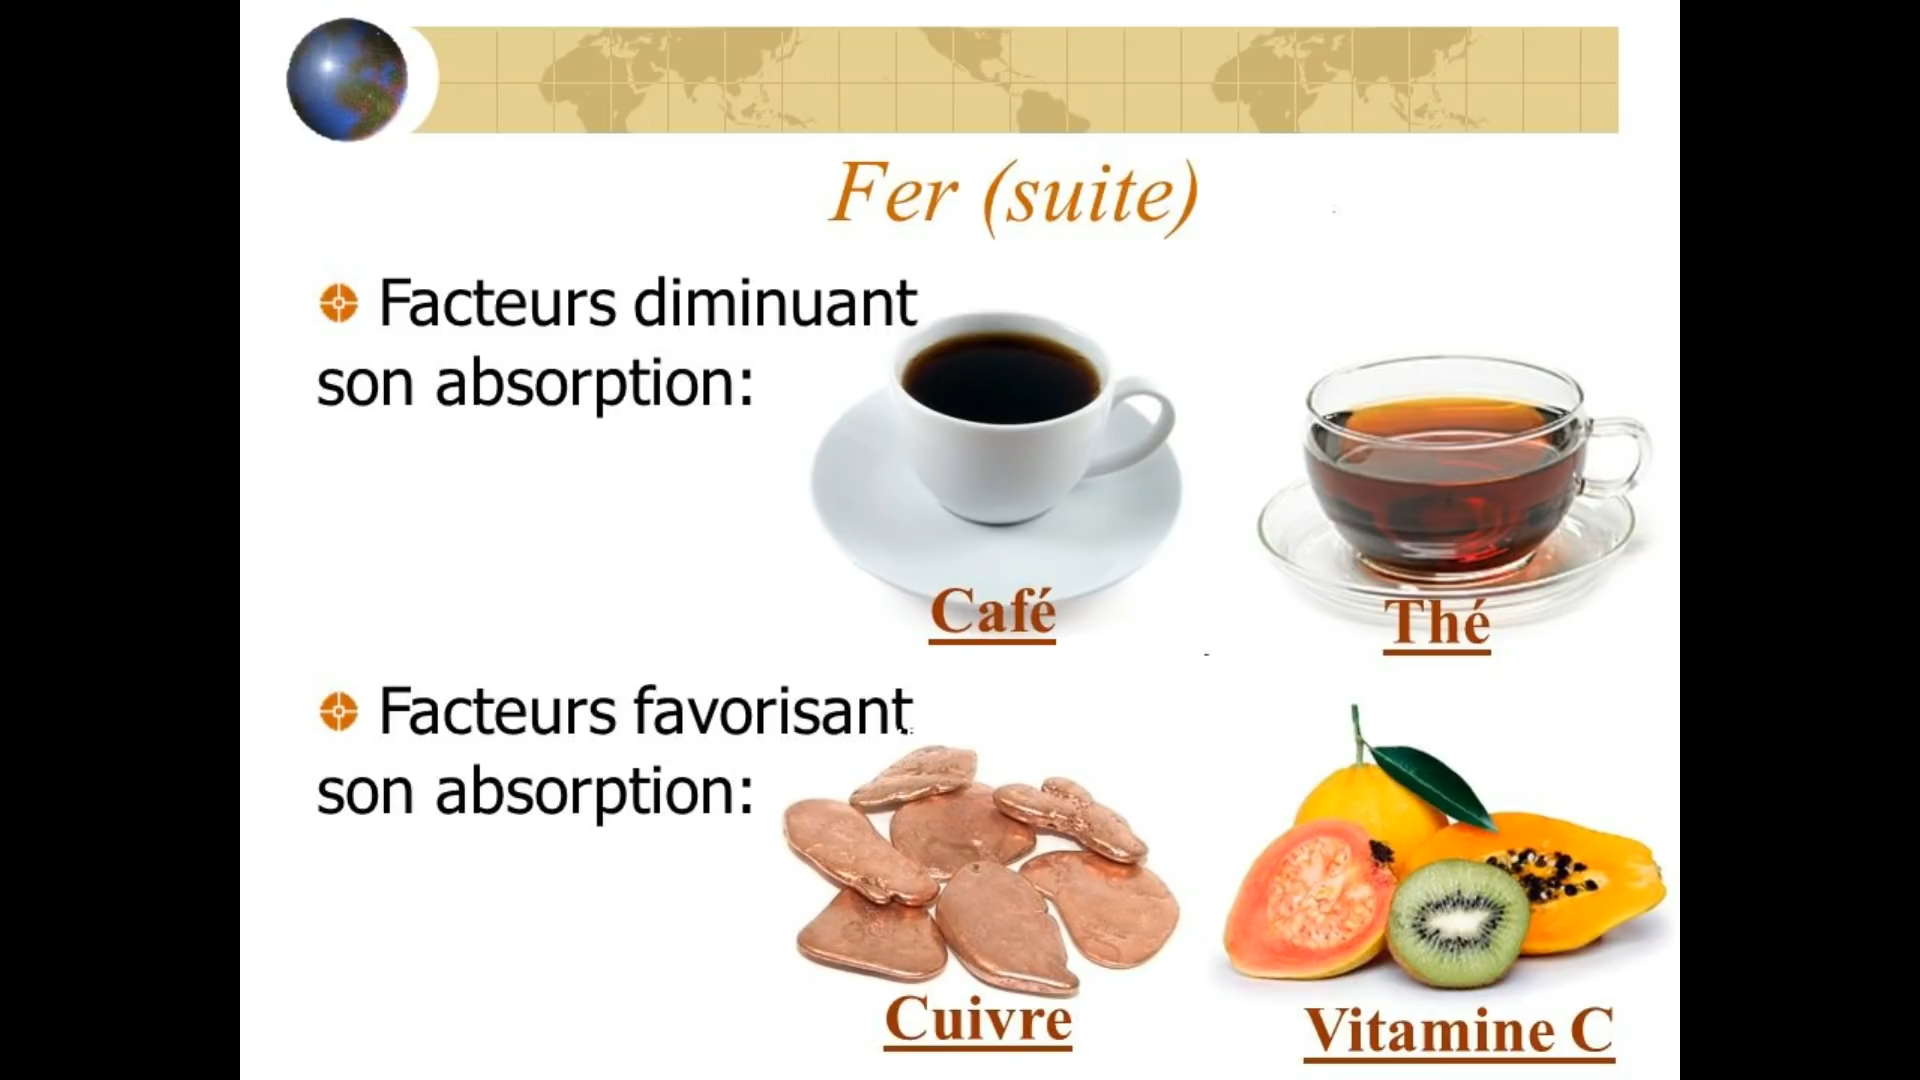 Fer (suite)
Facteurs diminuant
son absorption:
Café
Thé
Facteurs favorisant
son absorption:
Cuivre
Vitamine C